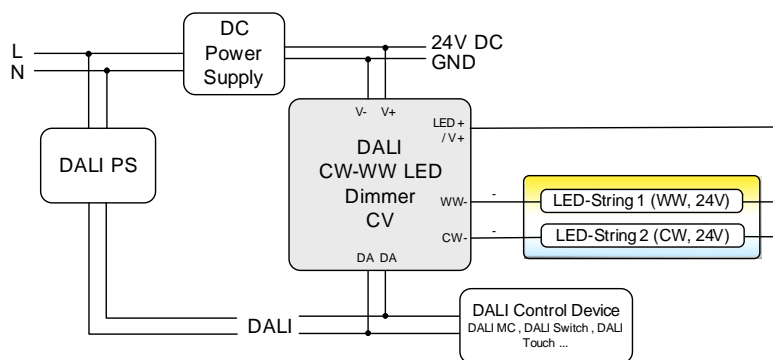 DC
Power
Supply
24V DC
GND
L
N
V- V+
LED+
/ V+
DALI PS
DALI
CW-WW LED
Dimmer
CV
WW-
-
LED-String 1 (WW, 24V)
CW-
-
LED-String 2 (CW, 24V)
DA DA
DALI
DALI Control Device
DALI MC , DALI Switch , DALI
Touch ...